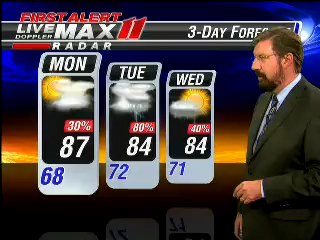 FIRST ALERT
LIVE MAX 11
DOPPLER
RADAR
3-Day Forec
MON TUE WED
30% 80% 40%
87 84 84
68 72 71